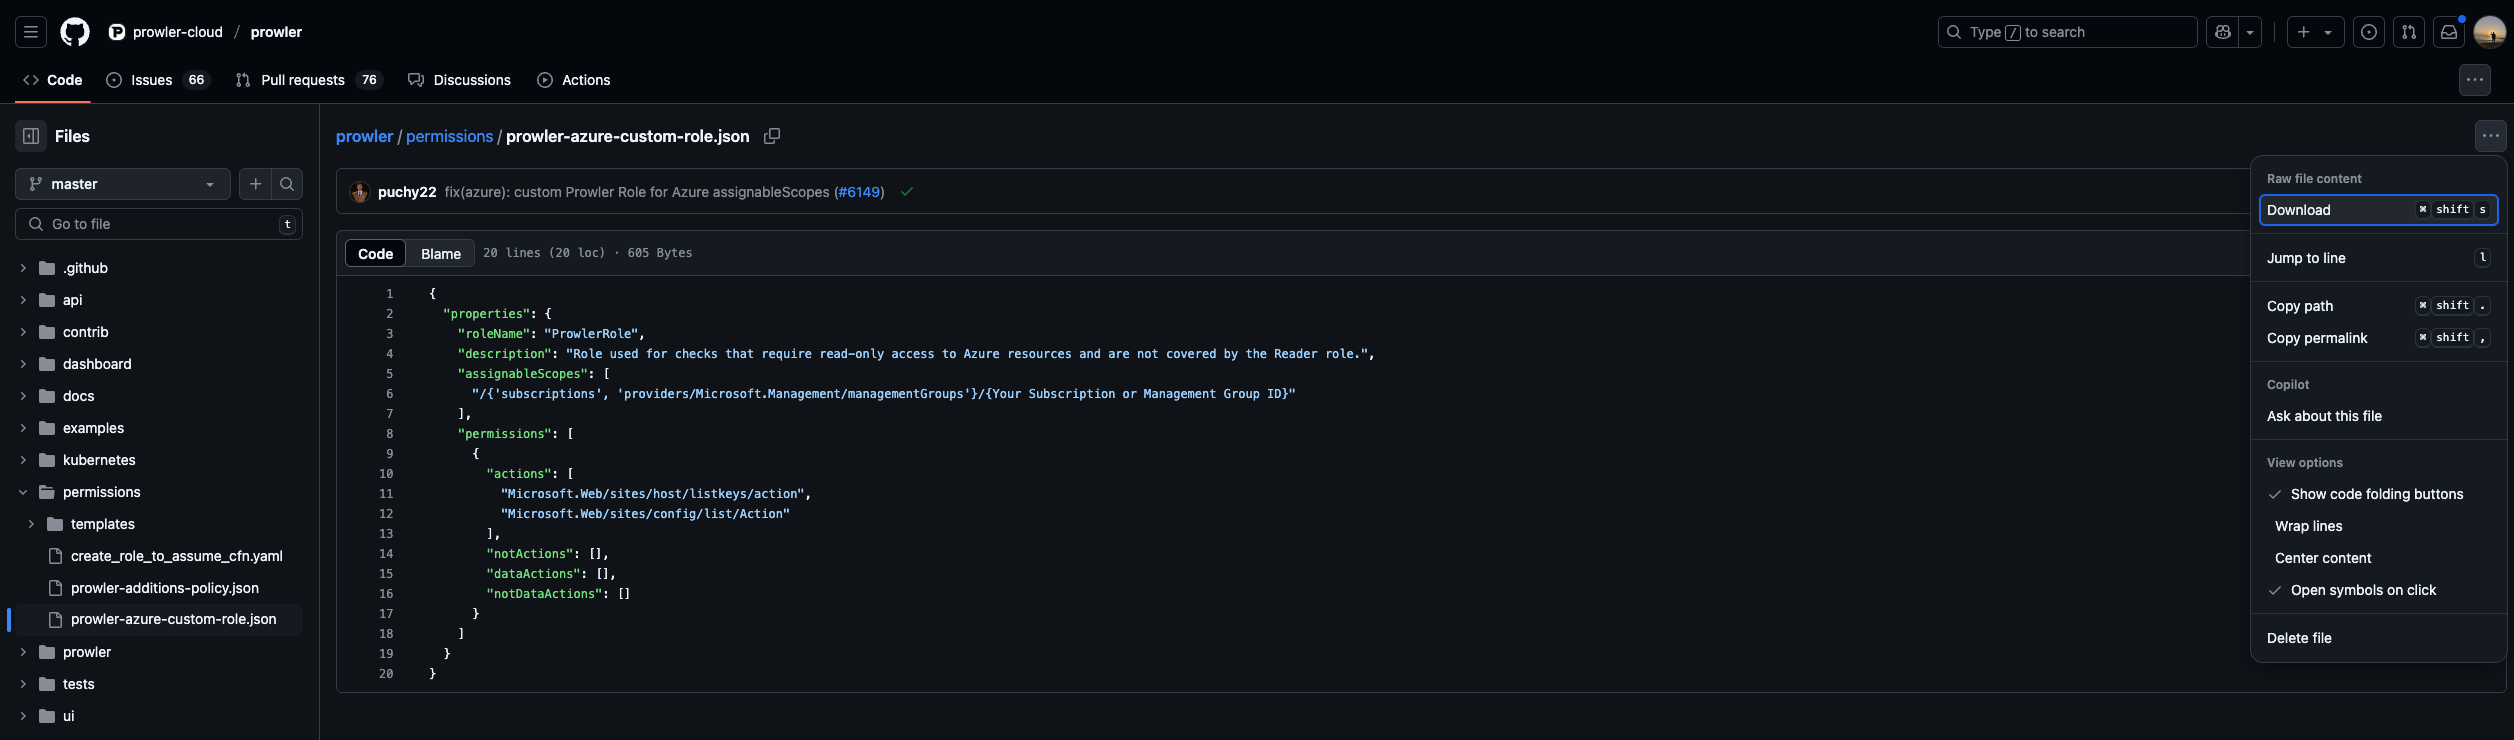 prowler-cloud / prowler
Type / to search
Code
Issues 66
Pull requests 76
Discussions
Actions
Files
master
Go to file
t
.github
api
contrib
dashboard
docs
examples
kubernetes
permissions
templates
create_role_to_assume_cfn.yaml
prowler-additions-policy.json
prowler-azure-custom-role.json
prowler
tests
ui
prowler / permissions / prowler-azure-custom-role.json
puchy22 fix(azure): custom Prowler Role for Azure assignableScopes (#6149)
Code
Blame
20 lines (20 loc) · 605 Bytes
1 {
2 "properties": {
3 "roleName": "ProwlerRole",
4 "description": "Role used for checks that require read-only access to Azure resources and are not covered by the Reader role.",
5 "assignableScopes": [
6 "/{'subscriptions', 'providers/Microsoft.Management/managementGroups'}/{Your Subscription or Management Group ID}"
7 ],
8 "permissions": [
9 {
10 "actions": [
11 "Microsoft.Web/sites/host/listkeys/action",
12 "Microsoft.Web/sites/config/list/Action"
13 ],
14 "notActions": [],
15 "dataActions": [],
16 "notDataActions": []
17 }
18 ]
19 }
20 }
Raw file content
Download ⌘ shift s
Jump to line l
Copy path ⌘ shift .
Copy permalink ⌘ shift ,
Copilot
Ask about this file
View options
Show code folding buttons
Wrap lines
Center content
Open symbols on click
Delete file